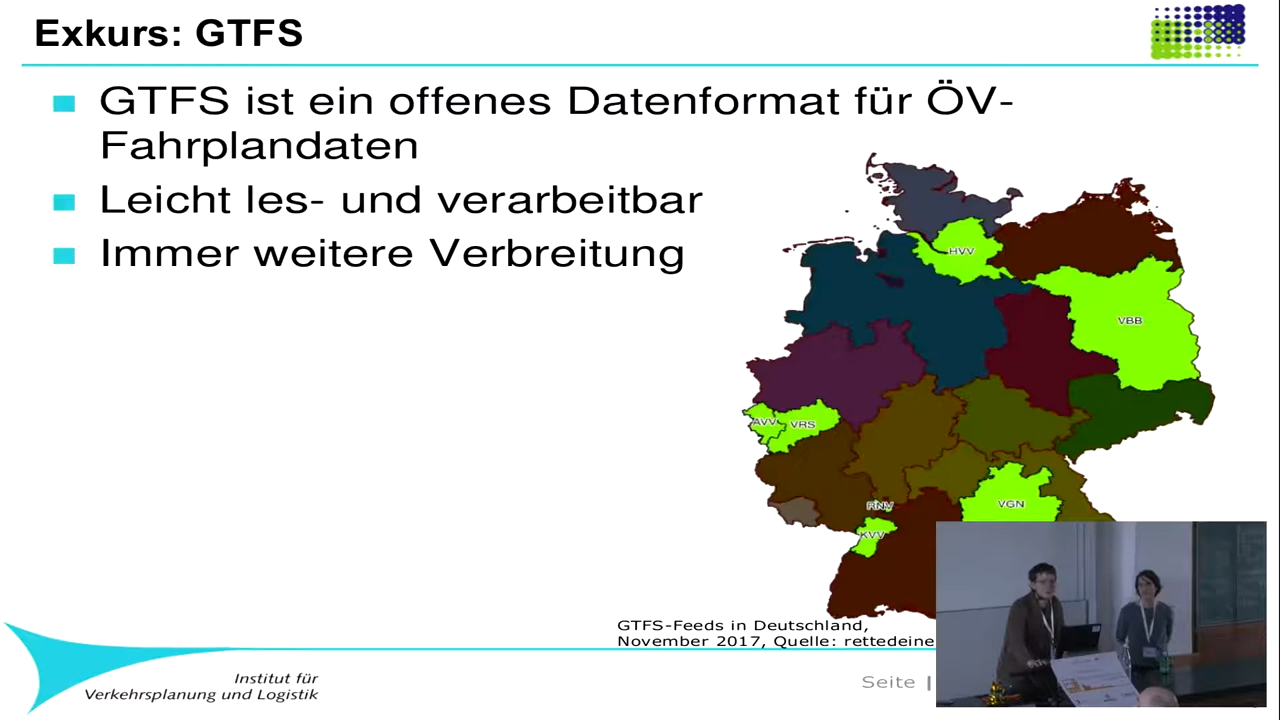 Exkurs: GTFS
GTFS ist ein offenes Datenformat für ÖV-
Fahrplandaten
Leicht les- und verarbeitbar
Immer weitere Verbreitung
HVV
VBB
AVV
VRS
RNV
VGN
KVV
GTFS-Feeds in Deutschland,
November 2017, Quelle: rettedeine
Institut für
Verkehrsplanung und Logistik
Seite |